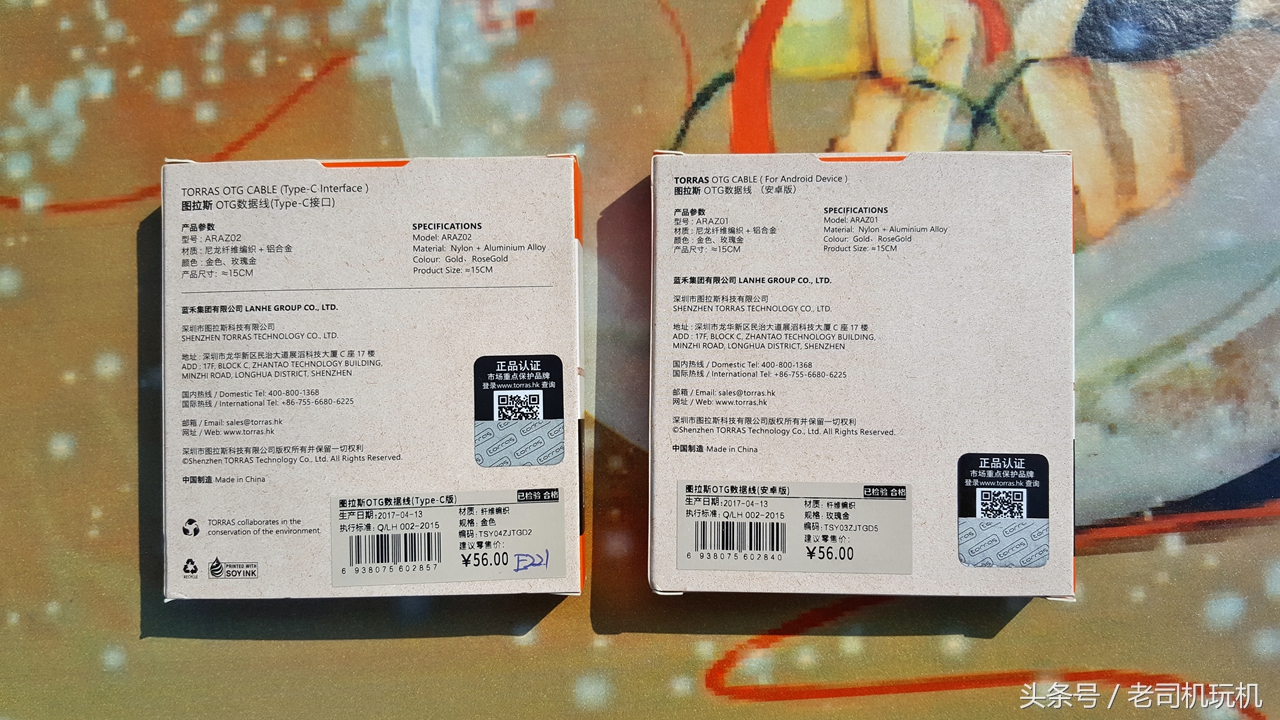 TORRAS OTG CABLE (Type-C Interface )
图拉斯 OTG数据线(Type-C接口)
产品参数
型号 : ARAZ02
材质 : 尼龙纤维编织 + 铝合金
颜色 : 金色、玫瑰金
产品尺寸 : ≈15CM
SPECIFICATIONS
Model: ARAZ02
Material: Nylon + Aluminium Alloy
Colour: Gold、RoseGold
Product Size: ≈15CM
蓝禾集团有限公司 LANHE GROUP CO., LTD.
深圳市图拉斯科技有限公司
SHENZHEN TORRAS TECHNOLOGY CO., LTD.
地址 : 深圳市龙华新区民治大道展滔科技大厦 C 座 17 楼
ADD : 17F, BLOCK C, ZHANTAO TECHNOLOGY BUILDING,
MINZHI ROAD, LONGHUA DISTRICT, SHENZHEN
国内热线 / Domestic Tel: 400-800-1368
国际热线 / International Tel: +86-755-6680-6225
邮箱 / Email: sales@torras.hk
网址 / Web: www.torras.hk
深圳市图拉斯科技有限公司版权所有并保留一切权利
©Shenzhen TORRAS Technology Co., Ltd. All Rights Reserved.
中国制造 Made in China
TORRAS collaborates in the
conservation of the environment.
RECYCLE
PRINTED WITH
SOY INK
正品认证
市场重点保护品牌
登录www.torras.hk 查询
torras
图拉斯OTG数据线(Type-C版)
已检验 合格
生产日期:2017-04-13
执行标准: Q/LH 002-2015
材质: 纤维编织
规格: 金色
编码: TSY04ZJTGD2
建议零售价:
¥56.00
6 938075 602857
TORRAS OTG CABLE ( For Android Device )
图拉斯 OTG数据线 （安卓版）
产品参数
型号 : ARAZ01
材质 : 尼龙纤维编织 + 铝合金
颜色 : 金色、玫瑰金
产品尺寸 : ≈15CM
SPECIFICATIONS
Model: ARAZ01
Material: Nylon + Aluminium Alloy
Colour: Gold、RoseGold
Product Size: ≈15CM
蓝禾集团有限公司 LANHE GROUP CO., LTD.
深圳市图拉斯科技有限公司
SHENZHEN TORRAS TECHNOLOGY CO., LTD.
地址 : 深圳市龙华新区民治大道展滔科技大厦 C 座 17 楼
ADD : 17F, BLOCK C, ZHANTAO TECHNOLOGY BUILDING,
MINZHI ROAD, LONGHUA DISTRICT, SHENZHEN
国内热线 / Domestic Tel: 400-800-1368
国际热线 / International Tel: +86-755-6680-6225
邮箱 / Email: sales@torras.hk
网址 / Web: www.torras.hk
深圳市图拉斯科技有限公司版权所有并保留一切权利
©Shenzhen TORRAS Technology Co., Ltd. All Rights Reserved.
中国制造 Made in China
正品认证
市场重点保护品牌
登录www.torras.hk 查询
torras
图拉斯OTG数据线(安卓版)
已检验 合格
生产日期:2017-04-13
执行标准: Q/LH 002-2015
材质: 纤维编织
规格: 玫瑰金
编码: TSY03ZJTGD5
建议零售价:
¥56.00
6 938075 602840
头条号 / 老司机玩机